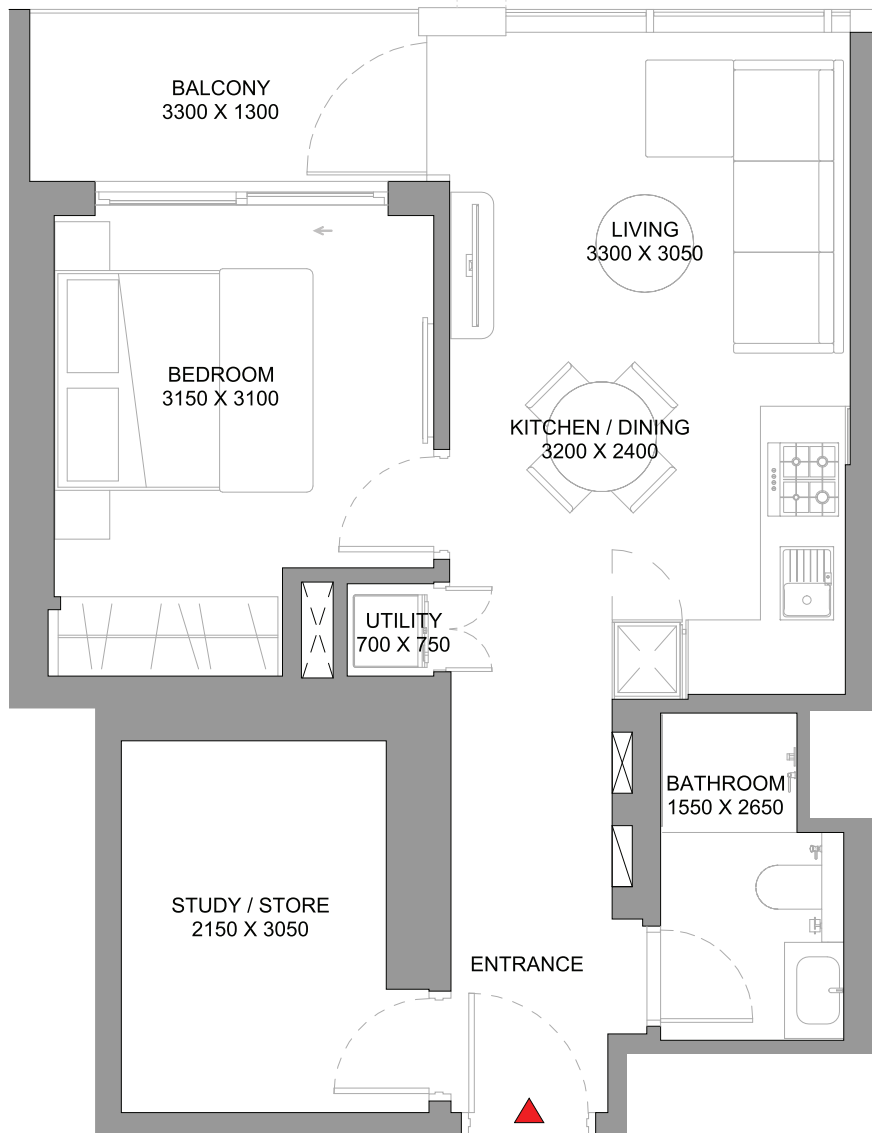 BALCONY
3300 X 1300
LIVING
3300 X 3050
BEDROOM
3150 X 3100
KITCHEN / DINING
3200 X 2400
UTILITY
700 X 750
BATHROOM
1550 X 2650
STUDY / STORE
2150 X 3050
ENTRANCE